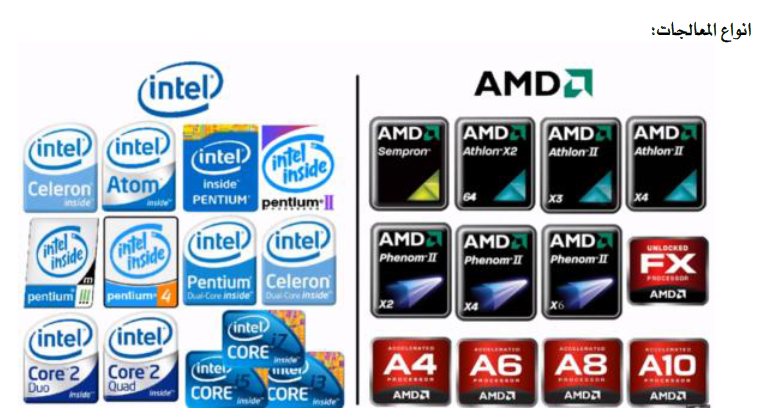 انواع المعالجات:
intel
AMD
intel
Celeron
inside
intel
Atom
inside
intel
inside
PENTIUM
intel
inside
pentium II
AMD
Sempron
AMD
Athlon X2
64
AMD
Athlon II
X3
AMD
Athlon II
X4
intel
inside
pentium III
m
intel
inside
pentium 4
intel
Pentium
Dual-Core inside
intel
Celeron
Dual-Core inside
AMD
Phenom II
X2
AMD
Phenom II
X4
AMD
Phenom II
X6
UNLOCKED
FX
PROCESSOR
AMD
intel
Core 2
Duo
inside
intel
Core 2
Quad
inside
intel
CORE i7
inside
intel
CORE i5
inside
intel
CORE i3
inside
ACCELERATED
A4
PROCESSOR
AMD
ACCELERATED
A6
PROCESSOR
AMD
ACCELERATED
A8
PROCESSOR
AMD
ACCELERATED
A10
PROCESSOR
AMD